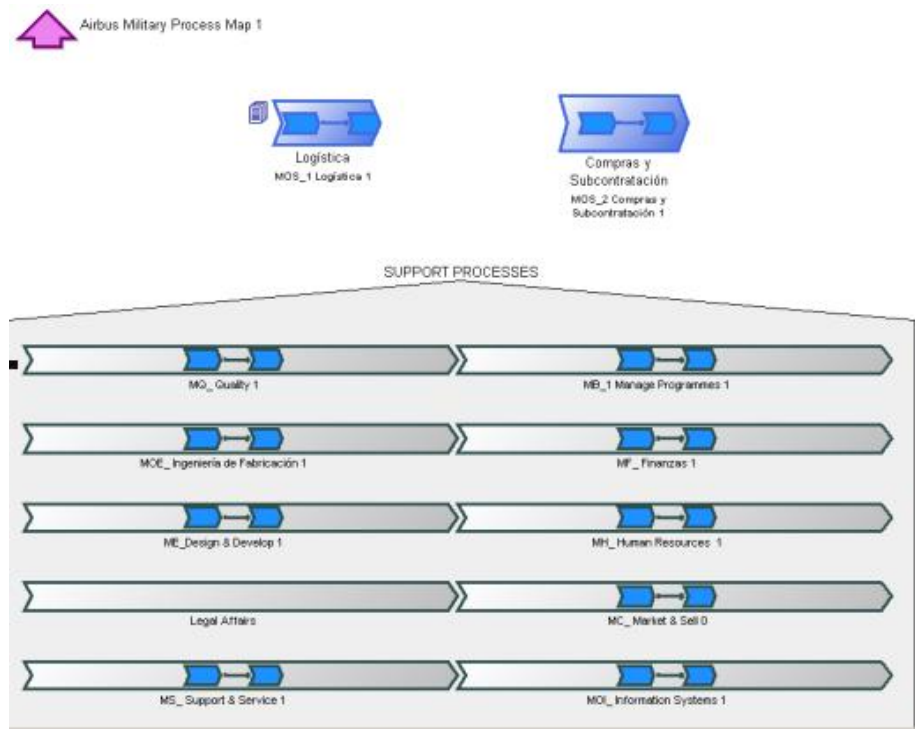 Airbus Military Process Map 1
Logística
MOS_1 Logística 1
Compras y
Subcontratación
MOS_2 Compras y
Subcontratación 1
SUPPORT PROCESSES
MQ_ Quality 1
MB_1 Manage Programmes 1
MOE_ Ingeniería de Fabricación 1
MF_ Finanzas 1
ME_Design & Develop 1
MH_ Human Resources 1
Legal Affairs
MC_ Market & Sell 0
MS_ Support & Service 1
MOI_ Information Systems 1